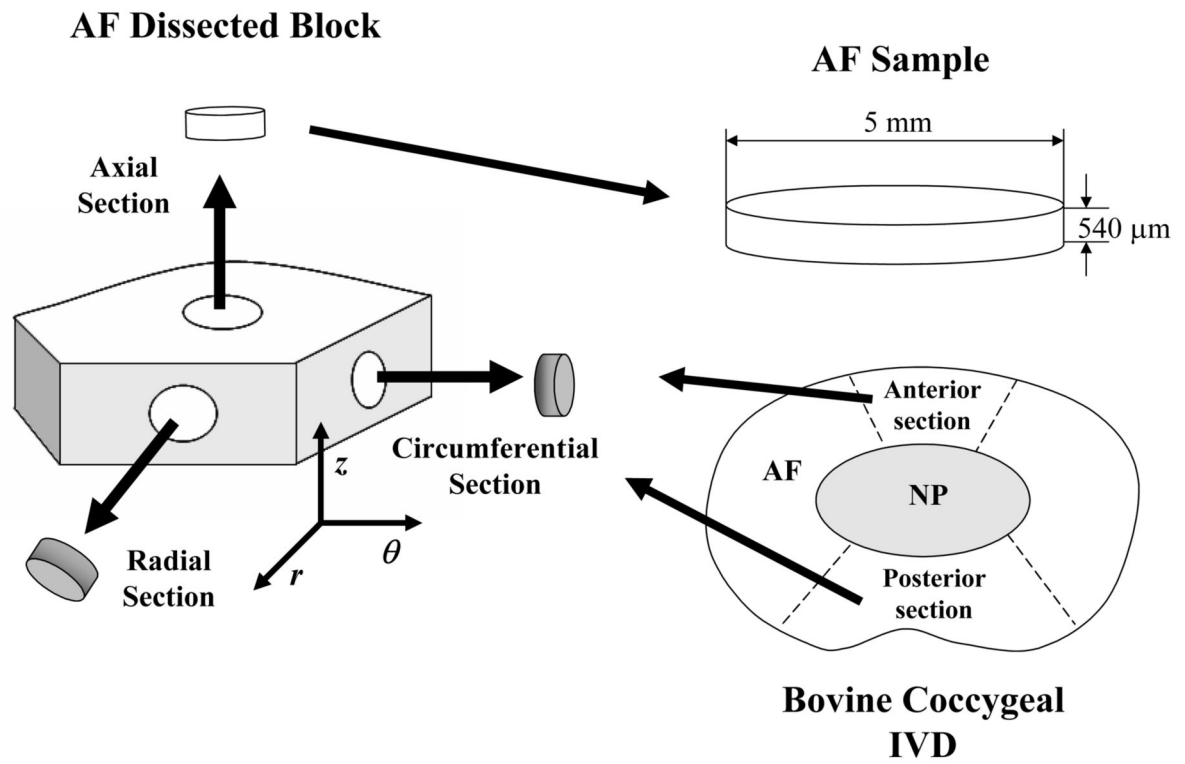 AF Dissected Block
AF Sample
5 mm
540 μm
Axial
Section
Circumferential
Section
Radial
Section
z
θ
r
Anterior
section
AF
NP
Posterior
section
Bovine Coccygeal
IVD